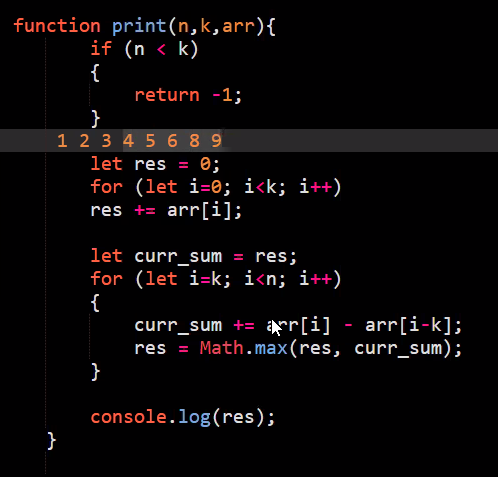 function print(n,k,arr){
if (n < k)
{
return -1;
}
1 2 3 4 5 6 8 9
let res = 0;
for (let i=0; i<k; i++)
res += arr[i];
let curr_sum = res;
for (let i=k; i<n; i++)
{
curr_sum += arr[i] - arr[i-k];
res = Math.max(res, curr_sum);
}
console.log(res);
}